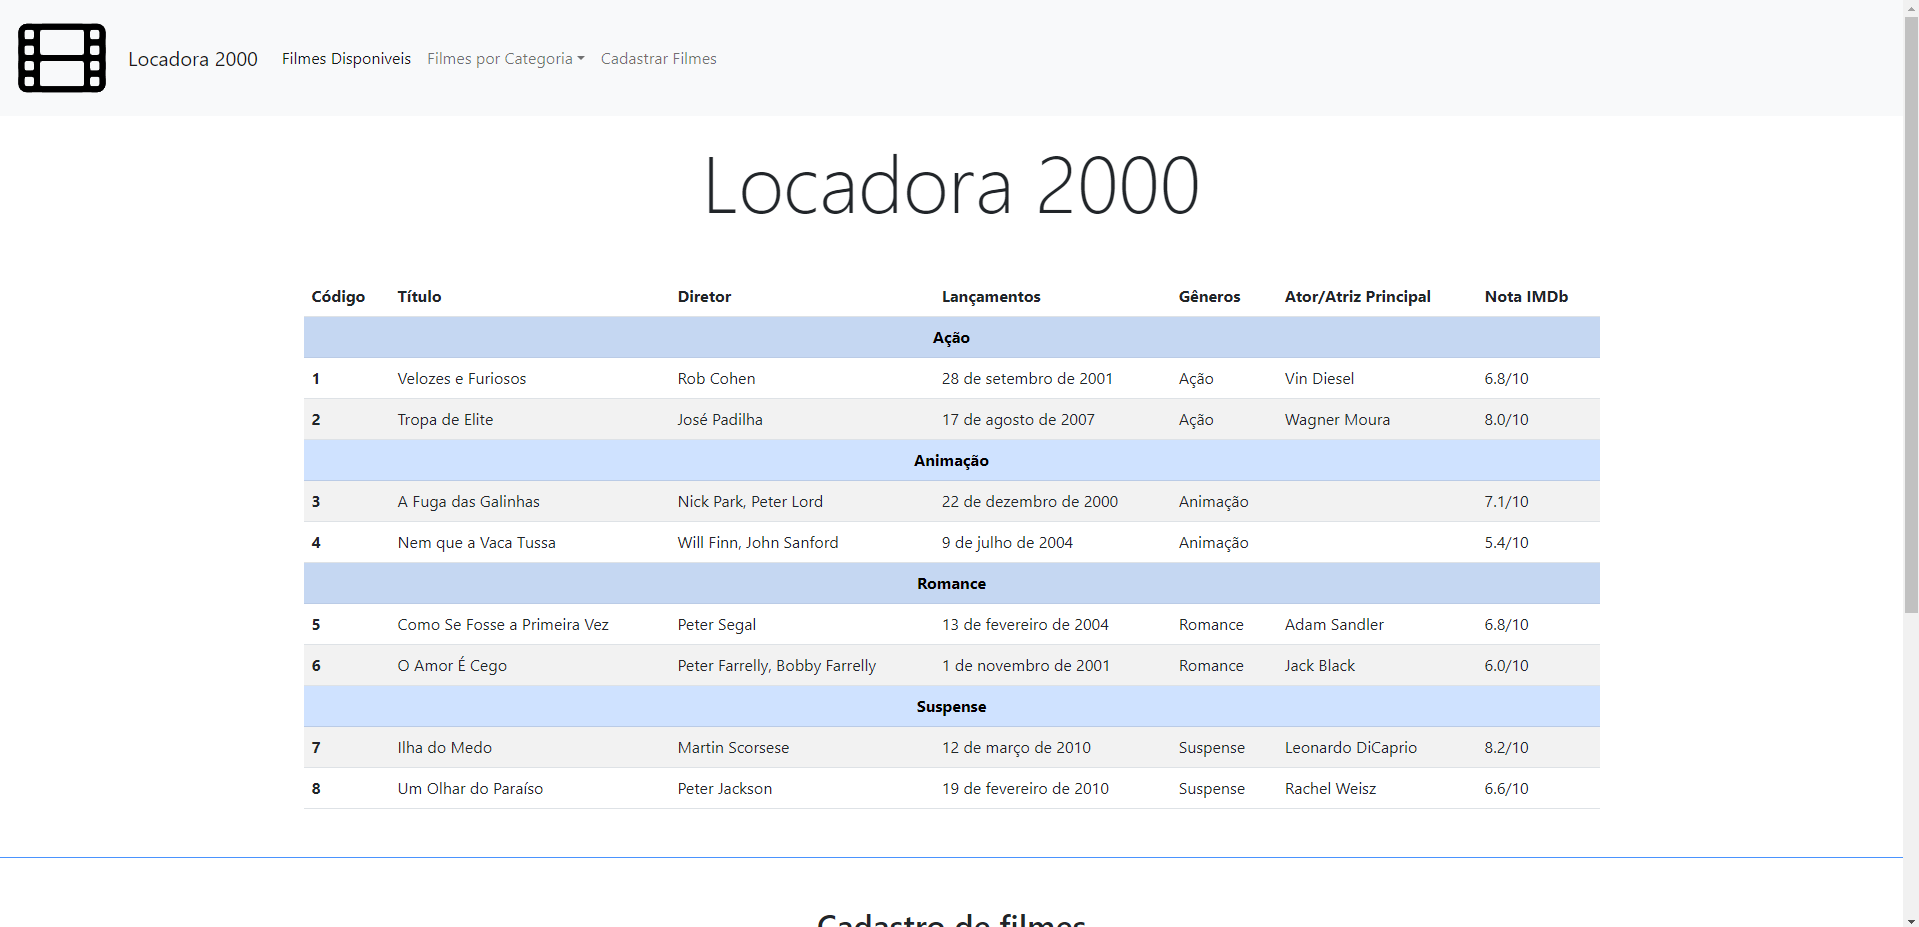 Locadora 2000 Filmes Disponiveis Filmes por Categoria Cadastrar Filmes
Locadora 2000
Código Título Diretor Lançamentos Gêneros Ator/Atriz Principal Nota IMDb
Ação
1 Velozes e Furiosos Rob Cohen 28 de setembro de 2001 Ação Vin Diesel 6.8/10
2 Tropa de Elite José Padilha 17 de agosto de 2007 Ação Wagner Moura 8.0/10
Animação
3 A Fuga das Galinhas Nick Park, Peter Lord 22 de dezembro de 2000 Animação 7.1/10
4 Nem que a Vaca Tussa Will Finn, John Sanford 9 de julho de 2004 Animação 5.4/10
Romance
5 Como Se Fosse a Primeira Vez Peter Segal 13 de fevereiro de 2004 Romance Adam Sandler 6.8/10
6 O Amor É Cego Peter Farrelly, Bobby Farrelly 1 de novembro de 2001 Romance Jack Black 6.0/10
Suspense
7 Ilha do Medo Martin Scorsese 12 de março de 2010 Suspense Leonardo DiCaprio 8.2/10
8 Um Olhar do Paraíso Peter Jackson 19 de fevereiro de 2010 Suspense Rachel Weisz 6.6/10
Cadastro de filmes